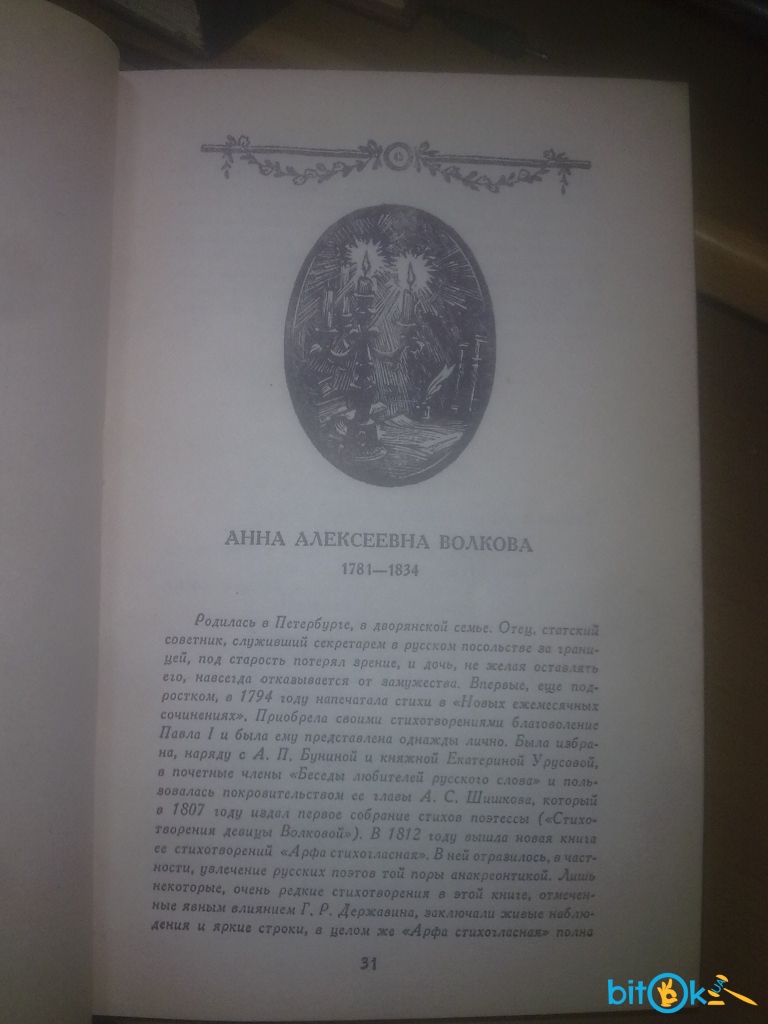 АННА АЛЕКСЕЕВНА ВОЛКОВА
1781—1834
Родилась в Петербурге, в дворянской семье. Отец, статский
советник, служивший секретарем в русском посольстве за грани-
цей, под старость потерял зрение, и дочь, не желая оставлять
его, навсегда отказывается от замужества. Впервые, еще под-
ростком, в 1794 году напечатала стихи в «Новых ежемесячных
сочинениях». Приобрела своими стихотворениями благоволение
Павла I и была ему представлена однажды лично. Была избра-
на, наряду с А. П. Буниной и княжной Екатериной Урусовой,
в почетные члены «Беседы любителей русского слова» и поль-
зовалась покровительством ее главы А. С. Шишкова, который
в 1807 году издал первое собрание стихов поэтессы («Стихо-
творения девицы Волковой»). В 1812 году вышла новая книга
ее стихотворений «Арфа стихогласная». В ней отразилось, в част-
ности, увлечение русских поэтов той поры анакреонтикой. Лишь
некоторые, очень редкие стихотворения в этой книге, отмечен-
ные явным влиянием Г. Р. Державина, заключали живые наблю-
дения и яркие строки, в целом же «Арфа стихогласная» полна
31
bitOk UA